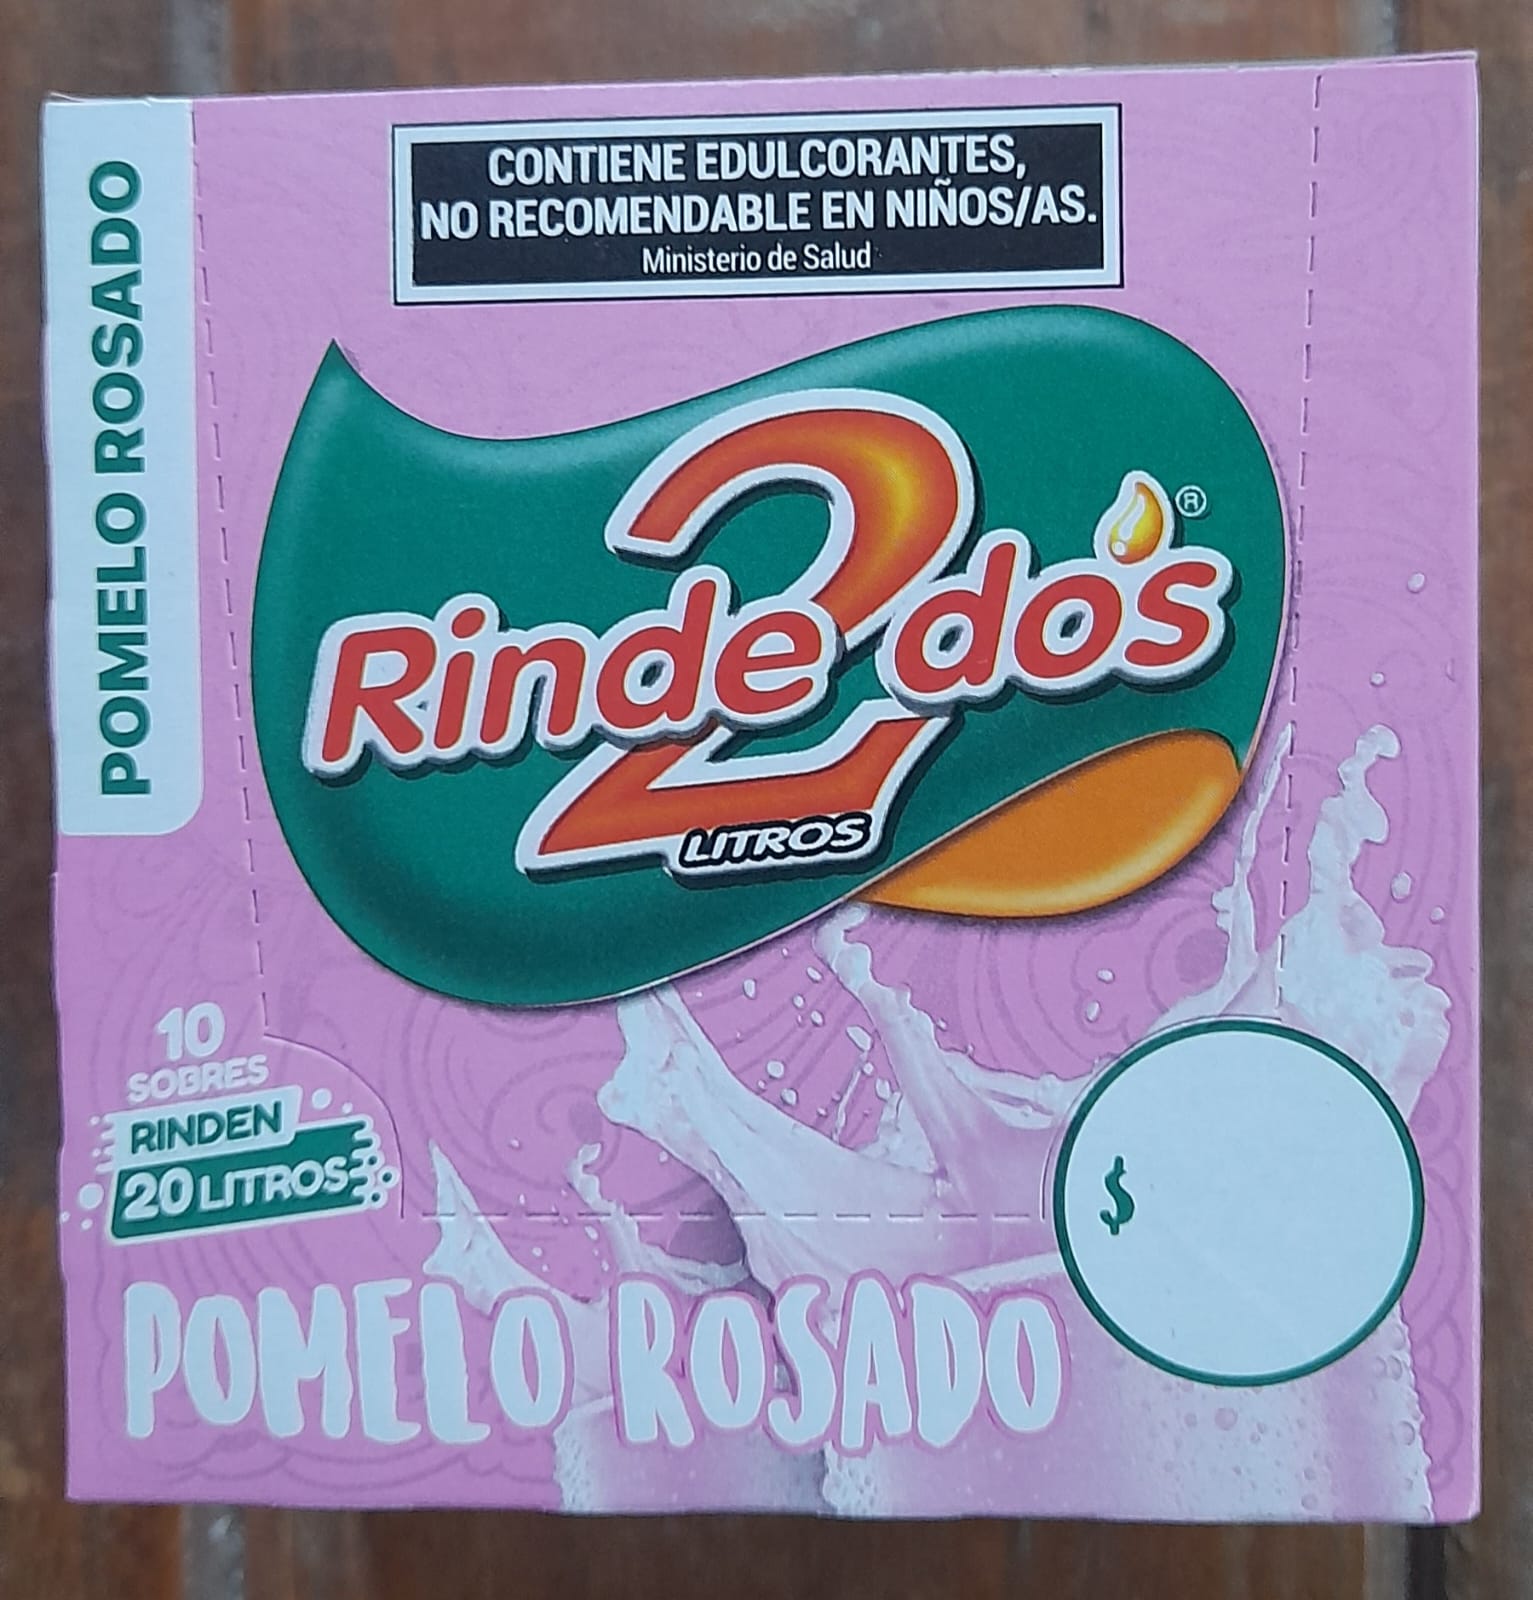 CONTIENE EDULCORANTES,
NO RECOMENDABLE EN NIÑOS/AS.
Ministerio de Salud
POMELO ROSADO
2
Rinde dos ®
LITROS
10
SOBRES
RINDEN
20 LITROS
$
POMELO ROSADO